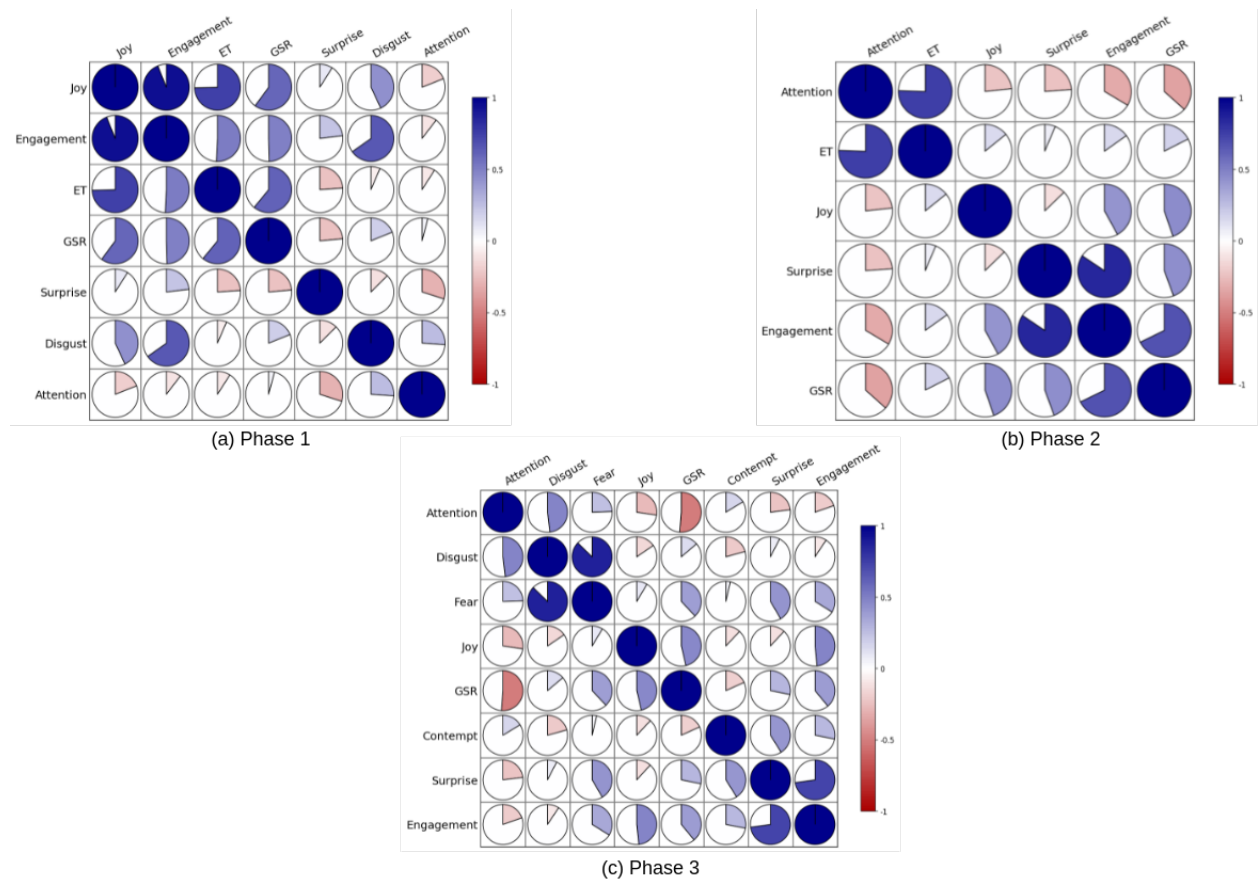 Joy Engagement ET GSR Surprise Disgust Attention
Joy
Engagement
ET
GSR
Surprise
Disgust
Attention
1
0.5
0
-0.5
-1
(a) Phase 1
Attention ET Joy Surprise Engagement GSR
Attention
ET
Joy
Surprise
Engagement
GSR
1
0.5
0
-0.5
-1
(b) Phase 2
Attention Disgust Fear Joy GSR Contempt Surprise Engagement
Attention
Disgust
Fear
Joy
GSR
Contempt
Surprise
Engagement
1
0.5
0
-0.5
-1
(c) Phase 3